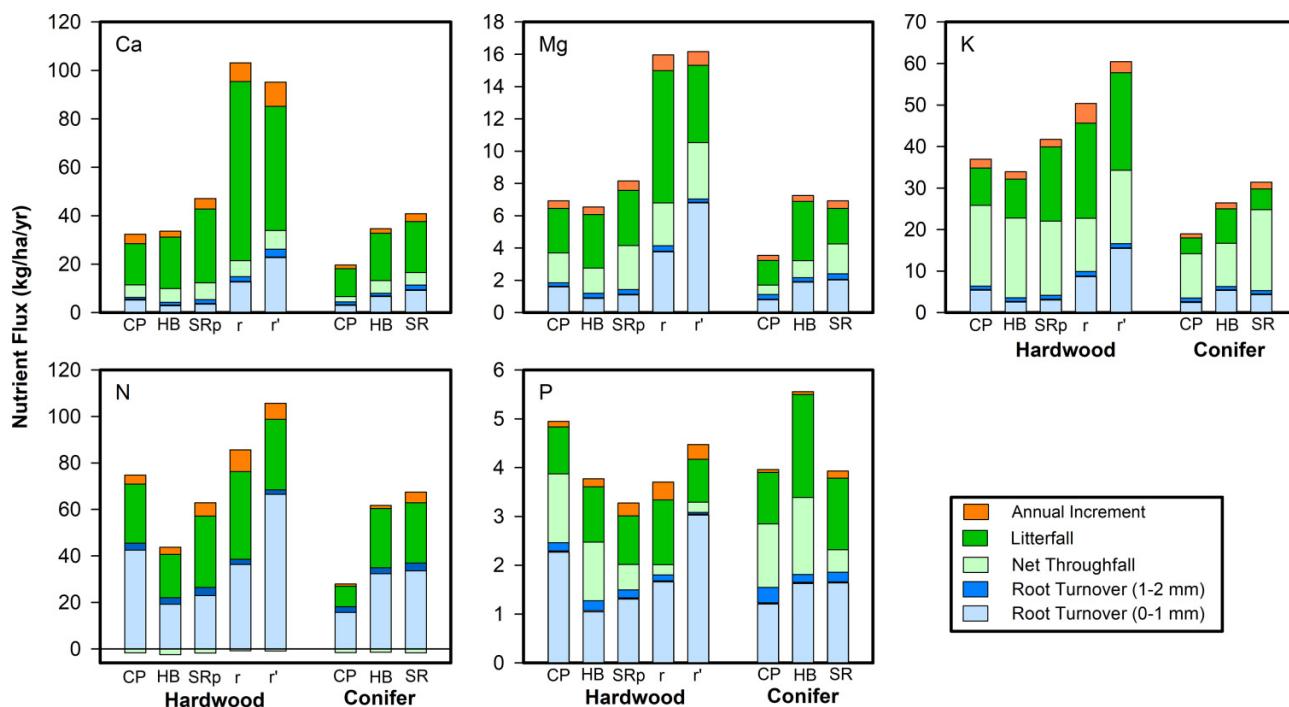 Nutrient Flux (kg/ha/yr)
Ca
120
100
80
60
40
20
0
CP HB SRp r r' CP HB SR
Mg
18
16
14
12
10
8
6
4
2
0
CP HB SRp r r' CP HB SR
K
70
60
50
40
30
20
10
0
CP HB SRp r r' CP HB SR
Hardwood Conifer
N
120
100
80
60
40
20
0
CP HB SRp r r' CP HB SR
Hardwood Conifer
P
6
5
4
3
2
1
0
CP HB SRp r r' CP HB SR
Hardwood Conifer
Annual Increment
Litterfall
Net Throughfall
Root Turnover (1-2 mm)
Root Turnover (0-1 mm)